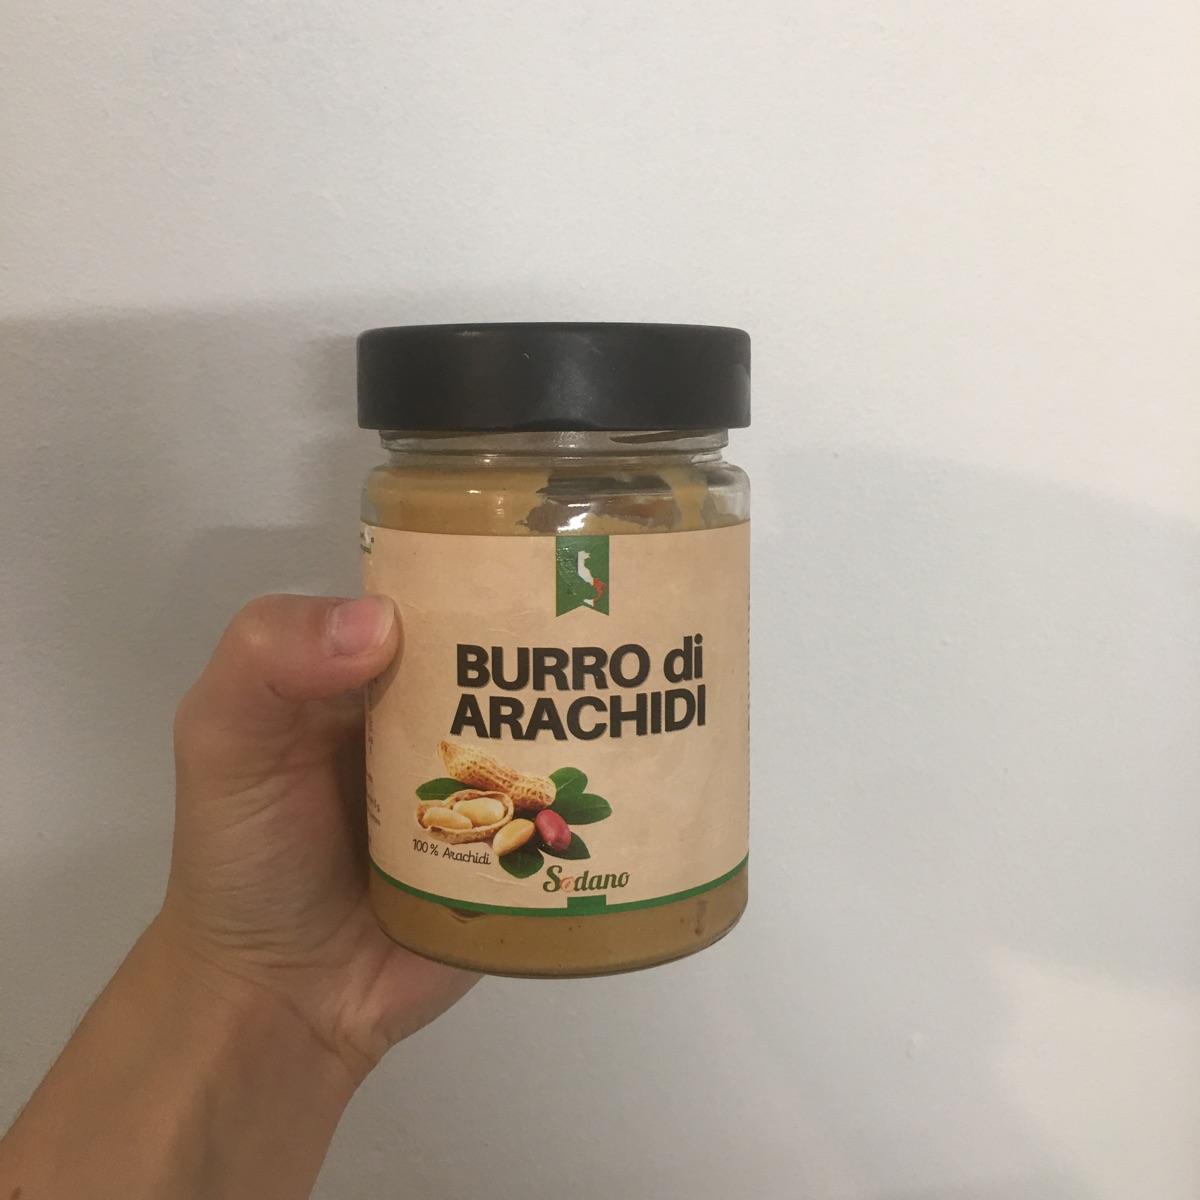 BURRO di
ARACHIDI
100% Arachidi
Sodano